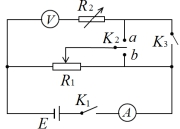 V R₂
K₂ a K₃
b
R₁
K₁
E A